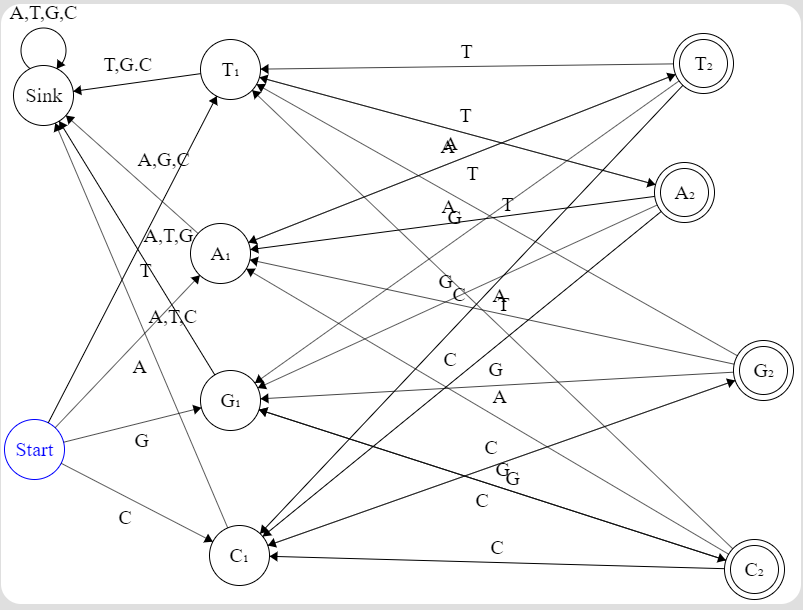 A,T,G,C
T
T,G.C
T₁
T₂
Sink
T
A
A
A,G,C
T
A₂
A
T
G
A,T,G
A₁
T
G
C
A
T
A,T,C
C
A
G
G₂
A
G₁
G
C
Start
G
G
C
C
C
C₁
C₂